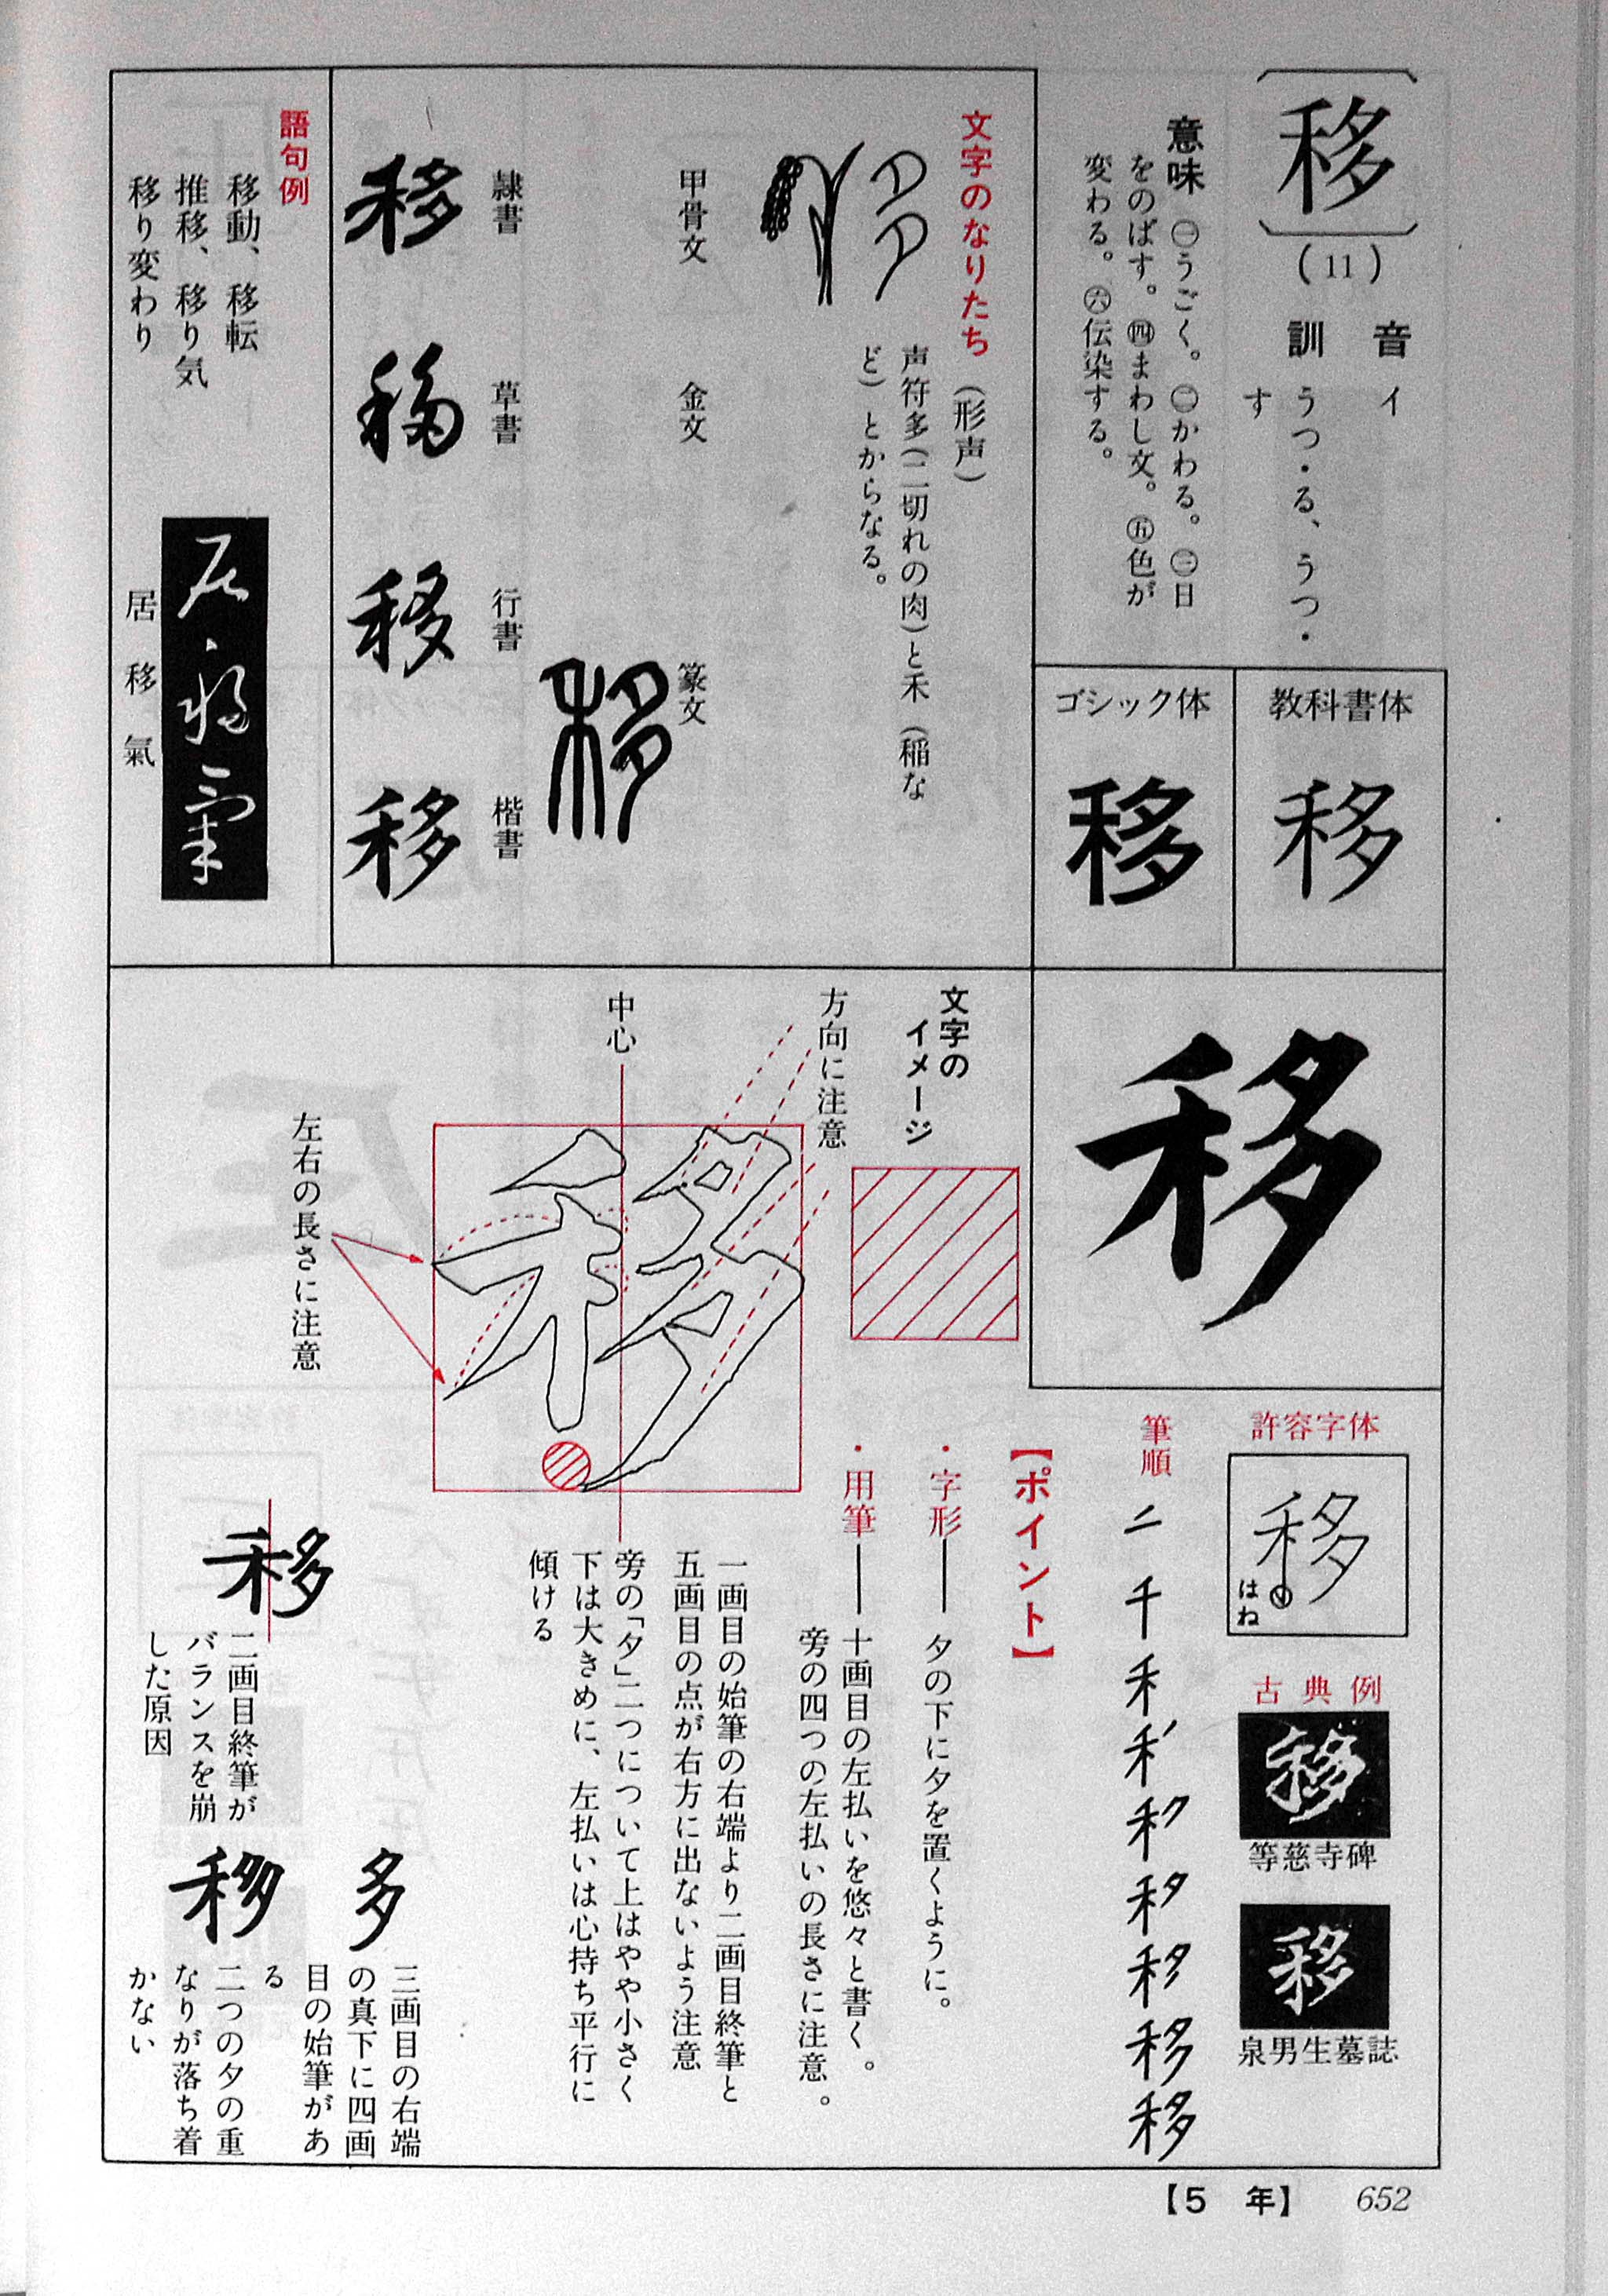 移
(11)
音 イ
訓 うつ・る、うつ・
す
意味 ㊀うごく。㊁かわる。㊂日
をのばす。㊃まわし文。㊄色が
変わる。㊅伝染する。
教科書体
移
ゴシック体
移
文字のなりたち (形声)
声符多(二切れの肉)と禾(稲な
ど)とからなる。
甲骨文
金文
篆文
移
隷書
移
草書
移
行書
移
楷書
移
語句例
移動、移転
推移、移り気
移り変わり
居移氣
居移氣
移
文字の
イメージ
方向に注意
中心
左右の長さに注意
許容字体
移
はね
古典例
移
等慈寺碑
移
泉男生墓誌
筆順
二 千 禾 移 移
【ポイント】
・字形―夕の下に夕を置くように。
・用筆―十画目の左払いを悠々と書く。
旁の四つの左払いの長さに注意。
一画目の始筆の右端より二画目終筆と
五画目の点が右方に出ないよう注意
旁の「夕」二つについて上はやや小さく
下は大きめに、左払いは心持ち平行に
傾ける
移
二画目終筆が
バランスを崩
した原因
多
三画目の右端
の真下に四画
目の始筆があ
る
移
二つの夕の重
なりが落ち着
かない
【5 年】 652